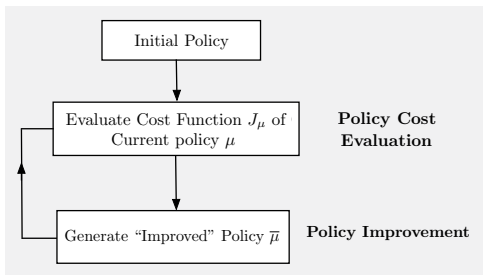 Initial Policy
Evaluate Cost Function J_μ of
Current policy μ
Policy Cost
Evaluation
Generate “Improved” Policy μ̄
Policy Improvement